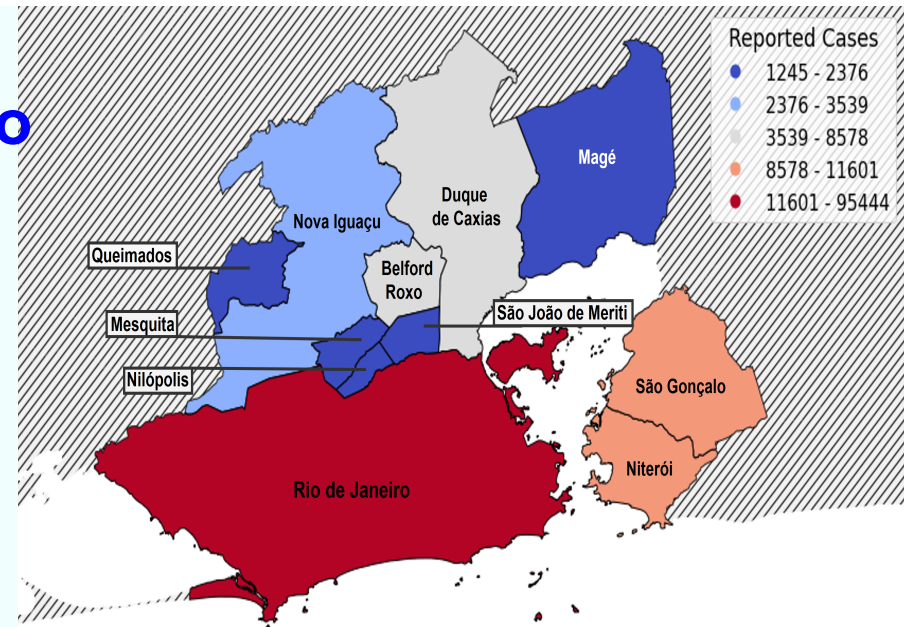 o
Reported Cases
1245 - 2376
2376 - 3539
3539 - 8578
8578 - 11601
11601 - 95444
Magé
Duque
de Caxias
Nova Iguaçu
Queimados
Belford
Roxo
São João de Meriti
Mesquita
Nilópolis
São Gonçalo
Niterói
Rio de Janeiro